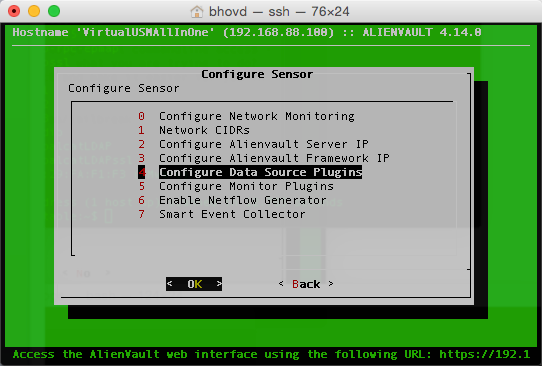 bhovd — ssh — 76×24
Hostname 'VirtualUSMAllInOne' (192.168.88.100) :: ALIENVAULT 4.14.0
Configure Sensor
Configure Sensor
0 Configure Network Monitoring
1 Network CIDRs
2 Configure Alienvault Server IP
3 Configure Alienvault Framework IP
4 Configure Data Source Plugins
5 Configure Monitor Plugins
6 Enable Netflow Generator
7 Smart Event Collector
< OK > < Back >
Access the AlienVault web interface using the following URL: https://192.1